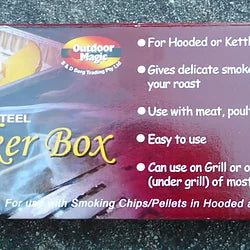 Outdoor
Magic
B & D Berg Trading Pty Ltd
STEEL
ker Box
For Hooded or Kettl
Gives delicate smoke
your roast
Use with meat, poult
Easy to use
Can use on Grill or o
(under grill) of most
For use with Smoking Chips/Pellets in Hooded a